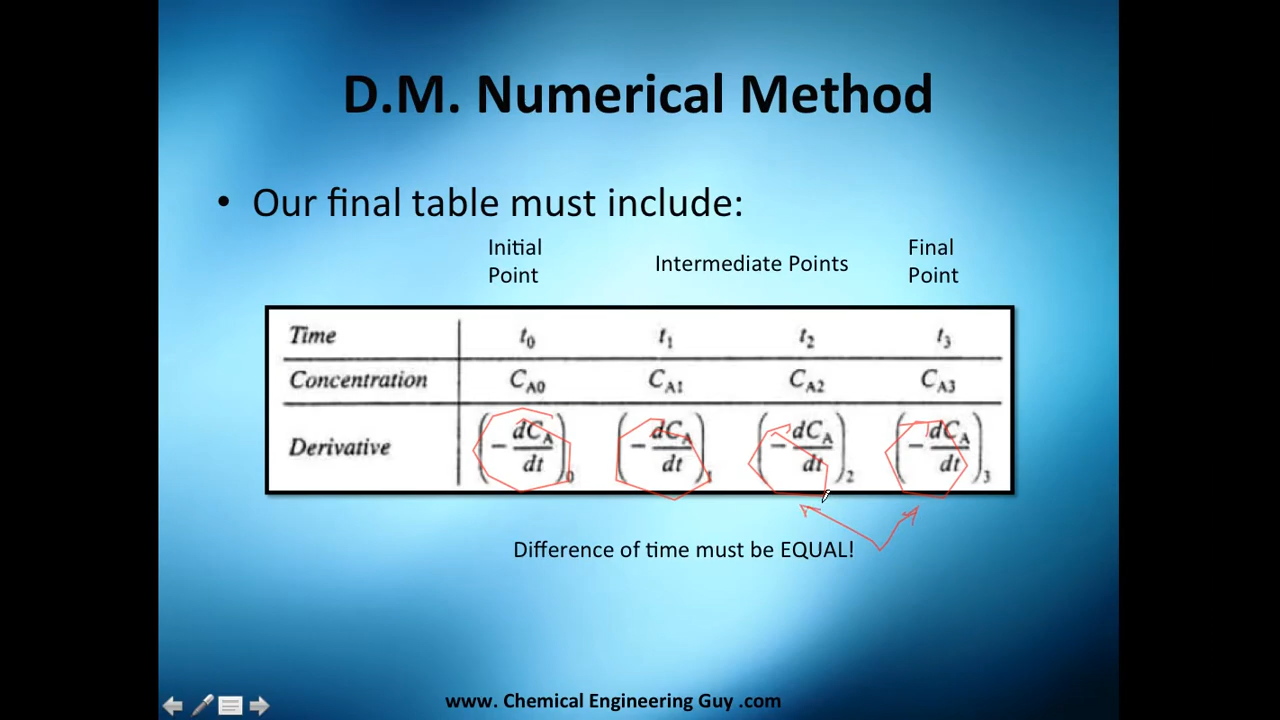 D.M. Numerical Method
• Our final table must include:
Initial Point
Intermediate Points
Final Point
Time t₀ t₁ t₂ t₃
Concentration C_A0 C_A1 C_A2 C_A3
Derivative (−dC_A/dt)₀ (−dC_A/dt)₁ (−dC_A/dt)₂ (−dC_A/dt)₃
Difference of time must be EQUAL!
www. Chemical Engineering Guy .com